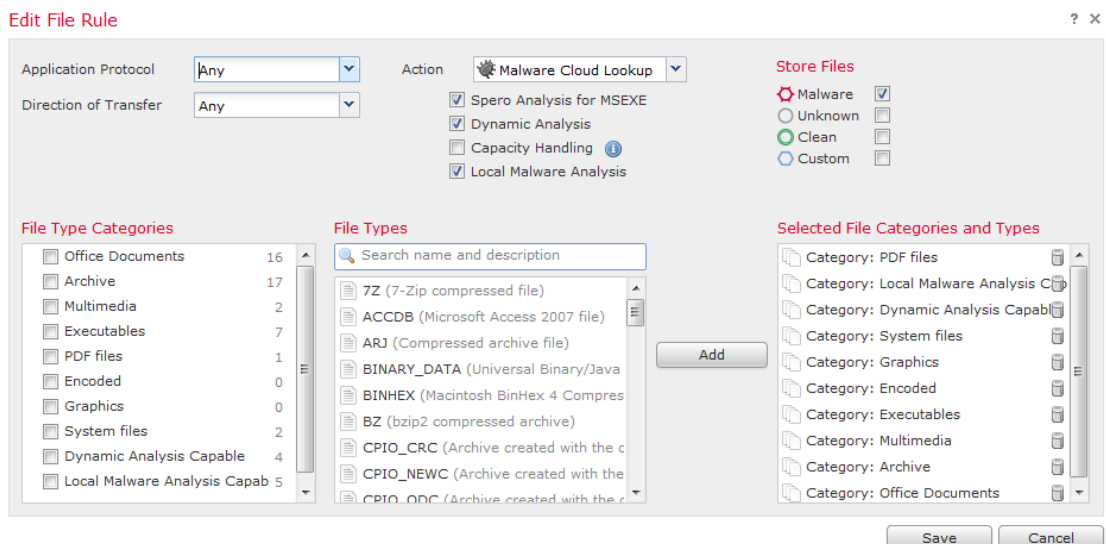 Edit File Rule
? ×
Application Protocol
Any
Action
Malware Cloud Lookup
Direction of Transfer
Any
Spero Analysis for MSEXE
Dynamic Analysis
Capacity Handling
Local Malware Analysis
Store Files
Malware
Unknown
Clean
Custom
File Type Categories
Office Documents 16
Archive 17
Multimedia 2
Executables 7
PDF files 1
Encoded 0
Graphics 0
System files 2
Dynamic Analysis Capable 4
Local Malware Analysis Capab 5
File Types
Search name and description
7Z (7-Zip compressed file)
ACCDB (Microsoft Access 2007 file)
ARJ (Compressed archive file)
BINARY_DATA (Universal Binary/Java
BINHEX (Macintosh BinHex 4 Compres
BZ (bzip2 compressed archive)
CPIO_CRC (Archive created with the c
CPIO_NEWC (Archive created with the
CPIO_ODC (Archive created with the c
Add
Selected File Categories and Types
Category: PDF files
Category: Local Malware Analysis Cap
Category: Dynamic Analysis Capabl
Category: System files
Category: Graphics
Category: Encoded
Category: Executables
Category: Multimedia
Category: Archive
Category: Office Documents
Save
Cancel